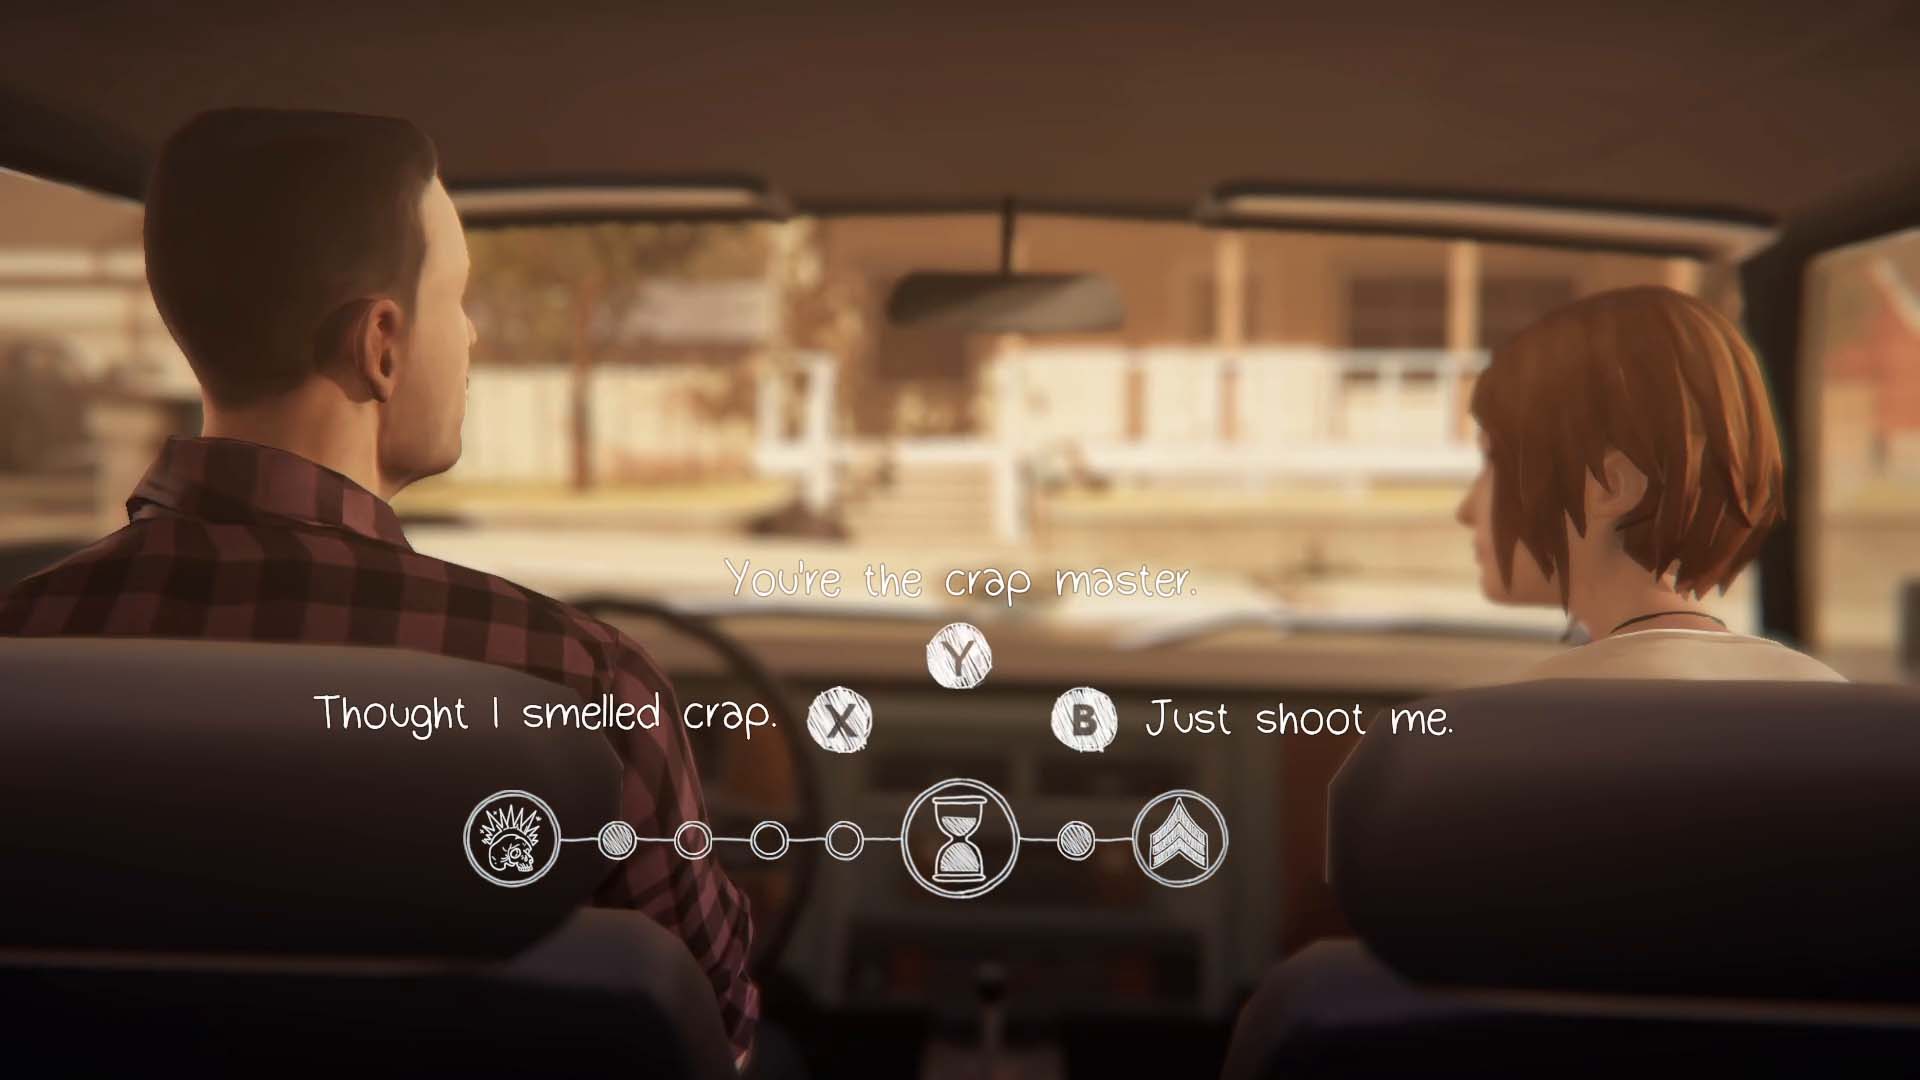 You're the crap master.
Y
Thought I smelled crap.
X
B
Just shoot me.